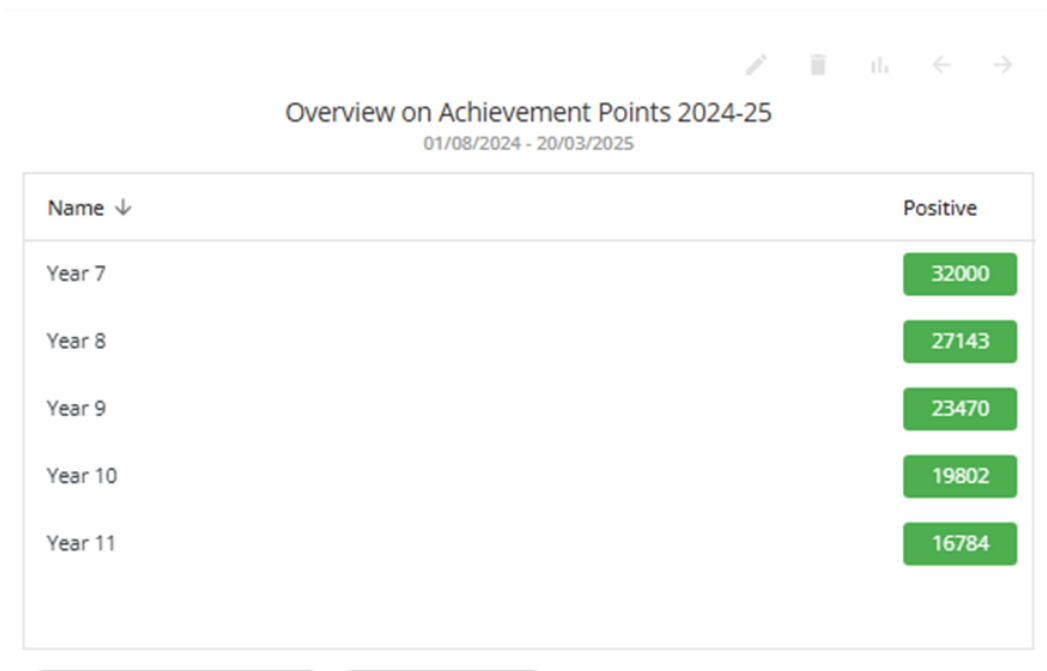 Overview on Achievement Points 2024-25
01/08/2024 - 20/03/2025
Name ↓ Positive
Year 7 32000
Year 8 27143
Year 9 23470
Year 10 19802
Year 11 16784